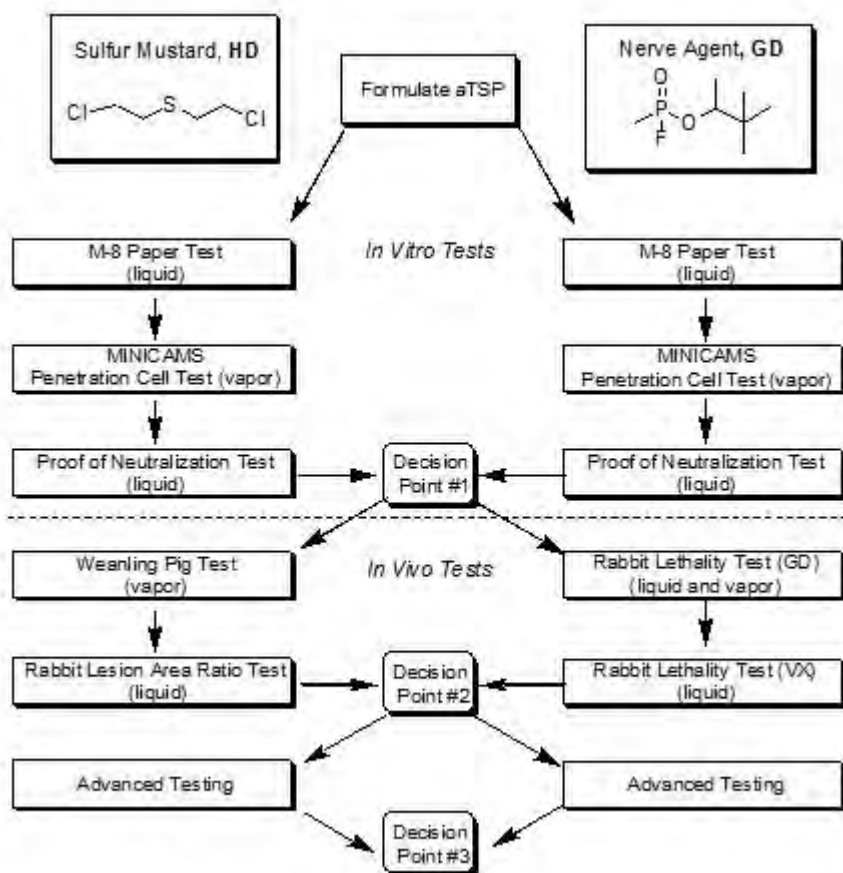 Sulfur Mustard, HD
Cl
S
Cl
Formulate aTSP
Nerve Agent, GD
O
P
O
F
M-8 Paper Test
(liquid)
In Vitro Tests
M-8 Paper Test
(liquid)
MINICAMS
Penetration Cell Test (vapor)
MINICAMS
Penetration Cell Test (vapor)
Proof of Neutralization Test
(liquid)
Decision
Point #1
Proof of Neutralization Test
(liquid)
Weanling Pig Test
(vapor)
In Vivo Tests
Rabbit Lethality Test (GD)
(liquid and vapor)
Rabbit Lesion Area Ratio Test
(liquid)
Decision
Point #2
Rabbit Lethality Test (VX)
(liquid)
Advanced Testing
Advanced Testing
Decision
Point #3